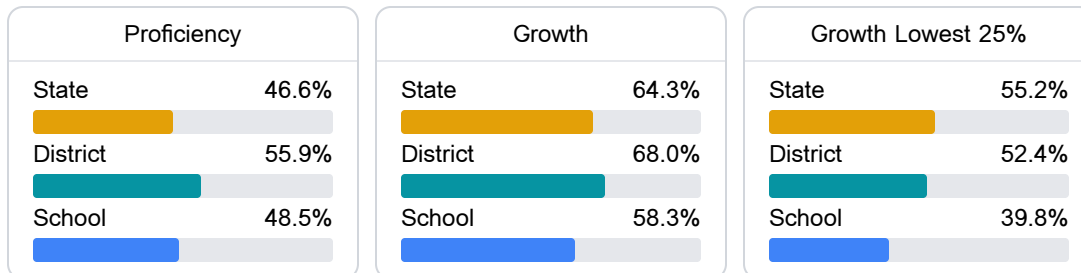 Proficiency
State 46.6%
District 55.9%
School 48.5%
Growth
State 64.3%
District 68.0%
School 58.3%
Growth Lowest 25%
State 55.2%
District 52.4%
School 39.8%